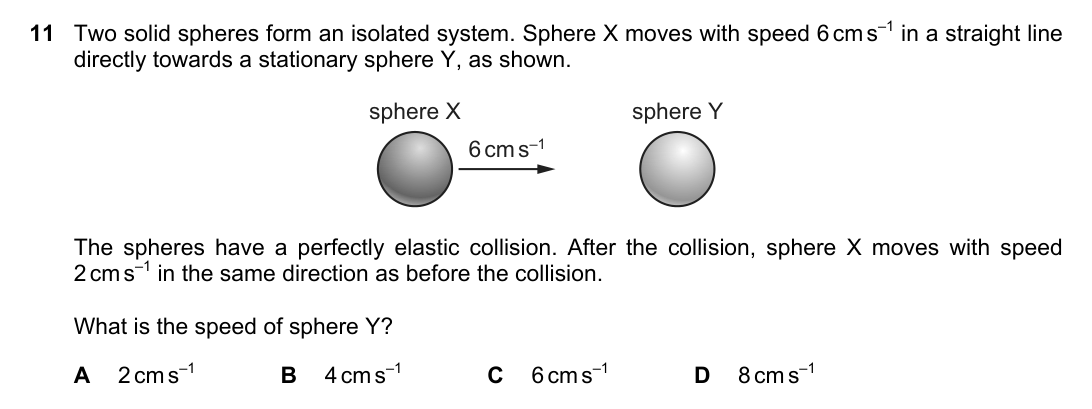 11 Two solid spheres form an isolated system. Sphere X moves with speed 6 cm s⁻¹ in a straight line
directly towards a stationary sphere Y, as shown.
sphere X sphere Y
6 cm s⁻¹
The spheres have a perfectly elastic collision. After the collision, sphere X moves with speed
2 cm s⁻¹ in the same direction as before the collision.
What is the speed of sphere Y?
A 2 cm s⁻¹ B 4 cm s⁻¹ C 6 cm s⁻¹ D 8 cm s⁻¹